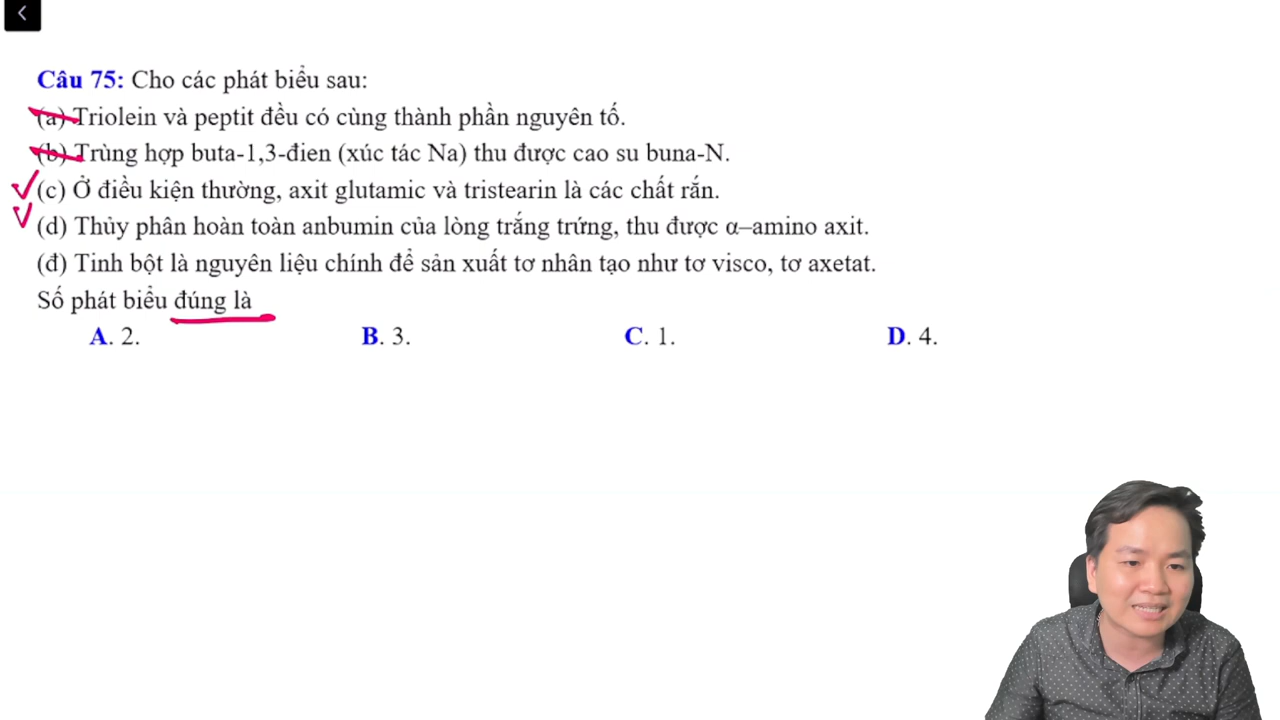 Câu 75: Cho các phát biểu sau:
(a) Triolein và peptit đều có cùng thành phần nguyên tố.
(b) Trùng hợp buta-1,3-đien (xúc tác Na) thu được cao su buna-N.
(c) Ở điều kiện thường, axit glutamic và tristearin là các chất rắn.
(d) Thủy phân hoàn toàn anbumin của lòng trắng trứng, thu được α–amino axit.
(đ) Tinh bột là nguyên liệu chính để sản xuất tơ nhân tạo như tơ visco, tơ axetat.
Số phát biểu đúng là
A. 2. B. 3. C. 1. D. 4.